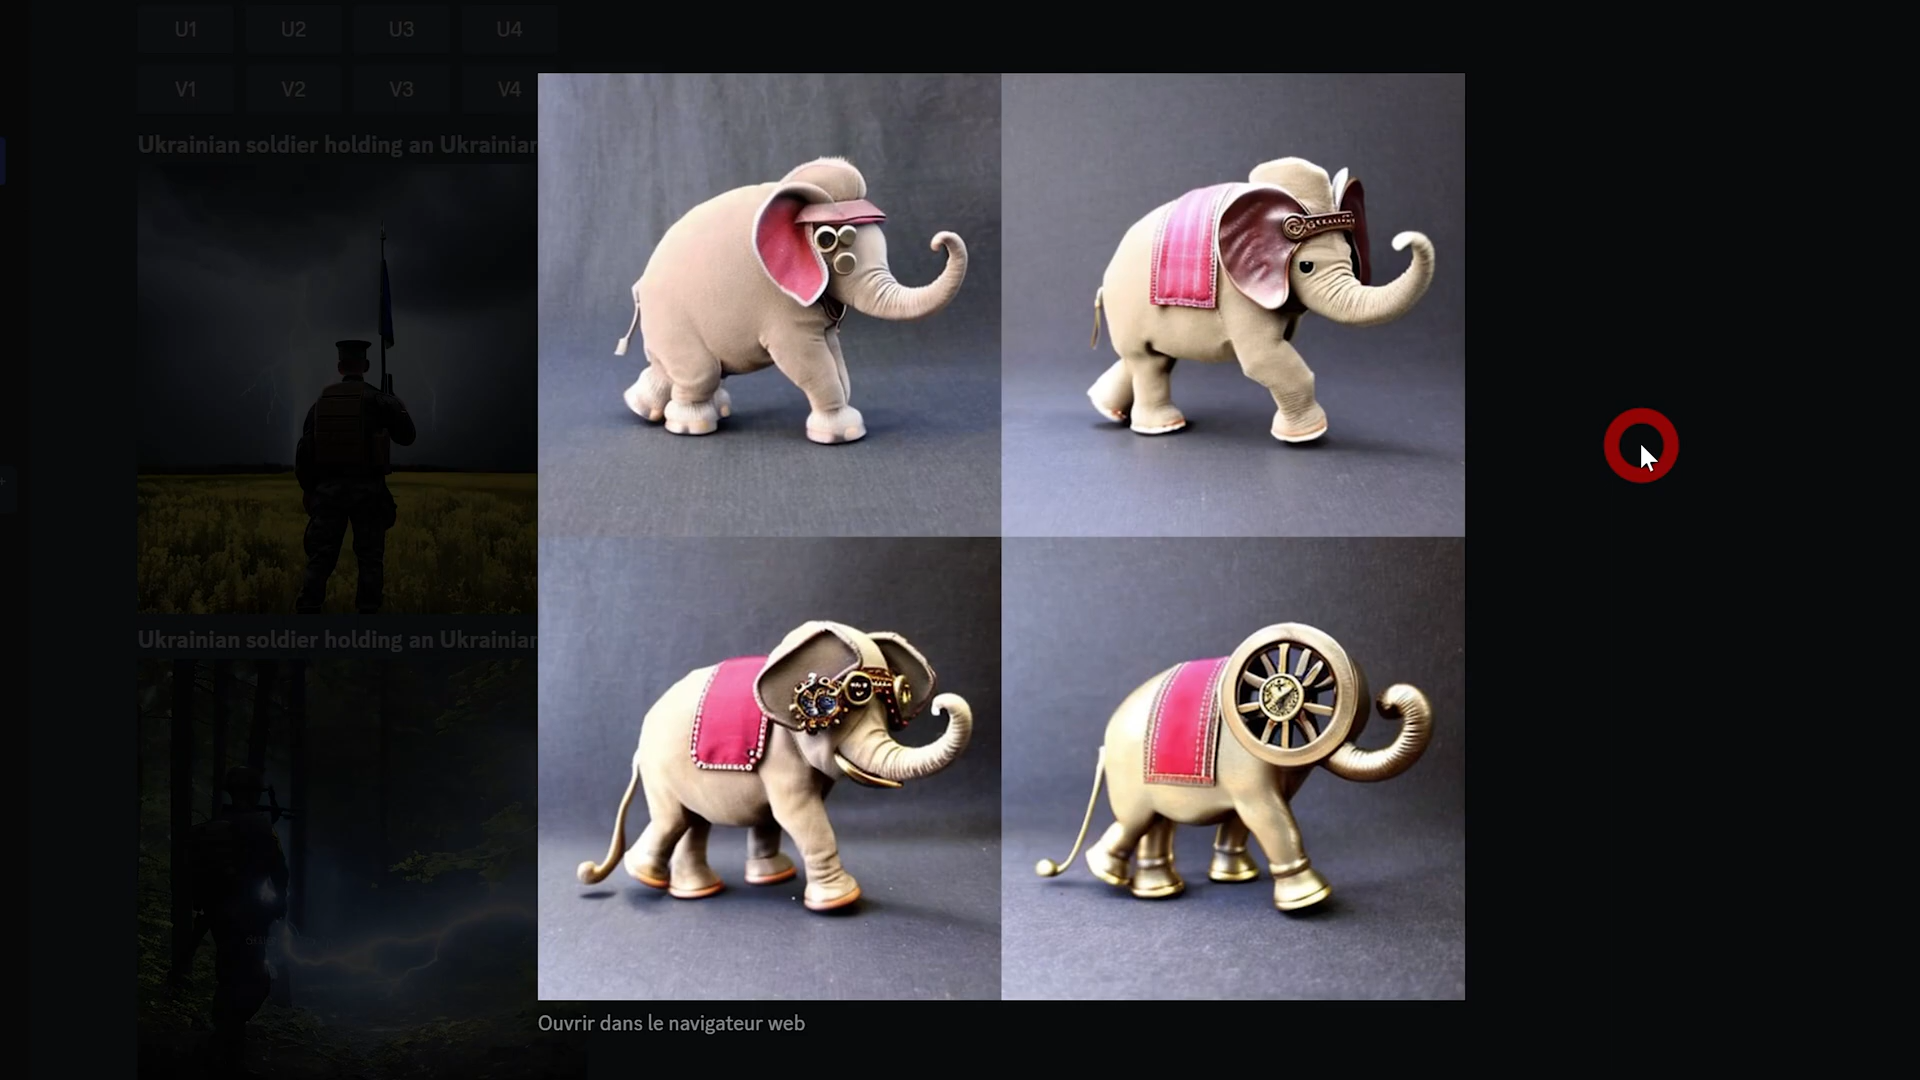 U1 U2 U3 U4
V1 V2 V3 V4
Ukrainian soldier holding an Ukrainian
Ukrainian soldier holding an Ukrainian
Ouvrir dans le navigateur web